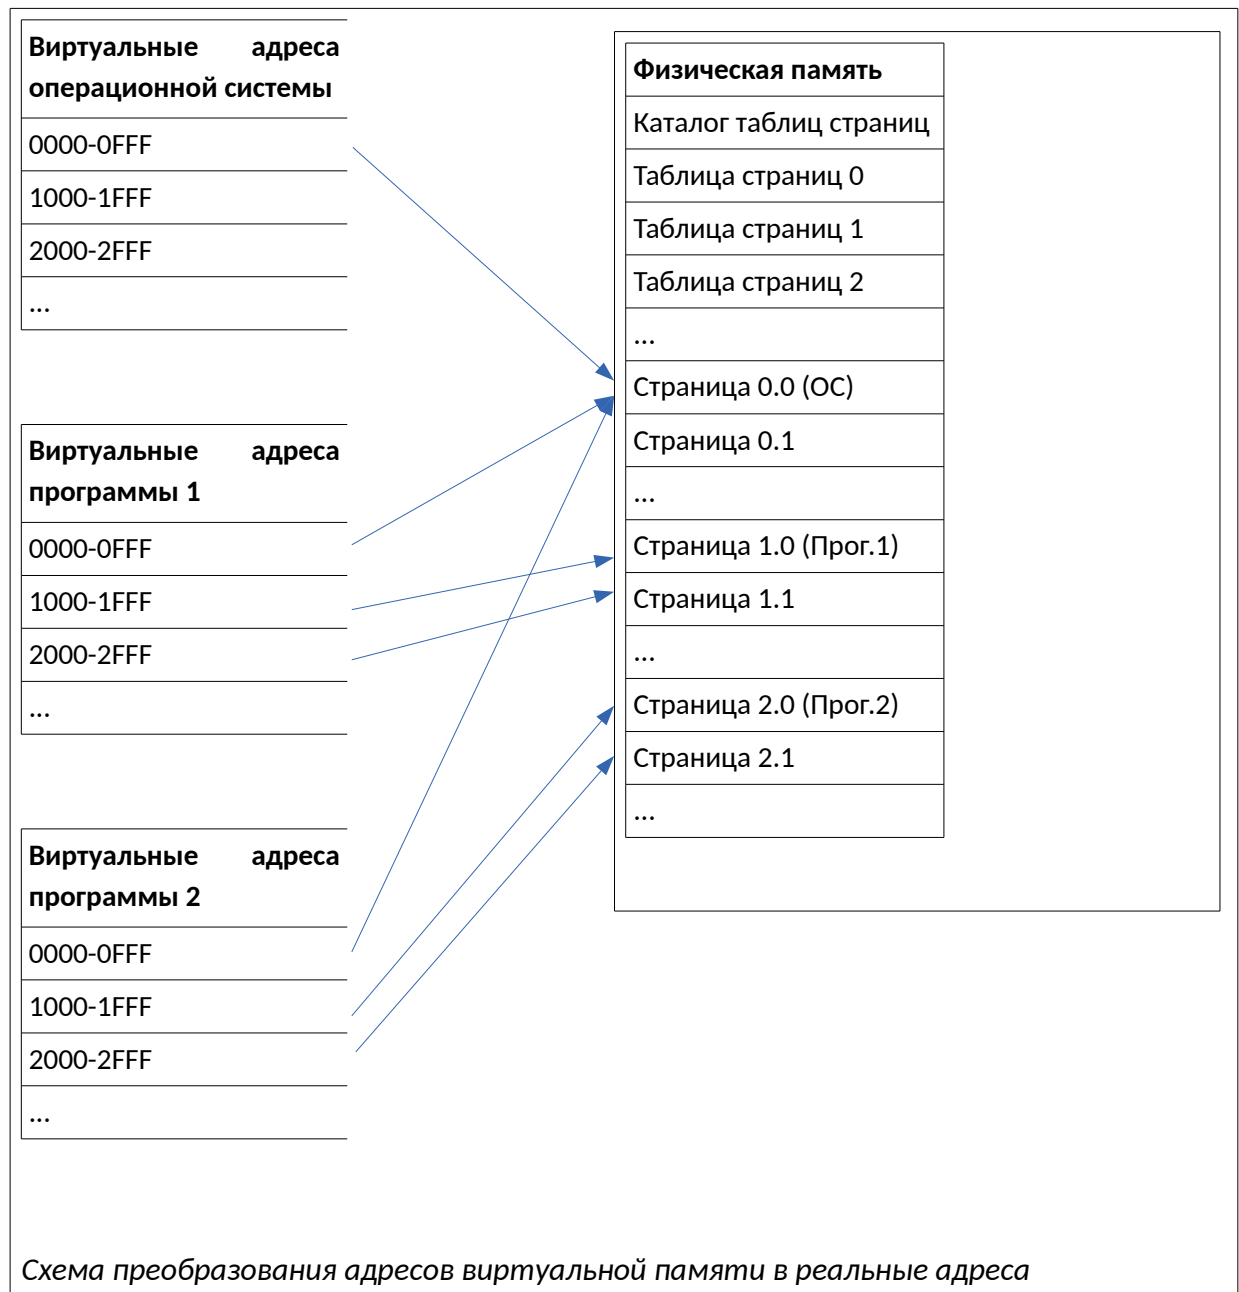 Виртуальные адреса
операционной системы
0000-0FFF
1000-1FFF
2000-2FFF
...
Виртуальные адреса
программы 1
0000-0FFF
1000-1FFF
2000-2FFF
...
Виртуальные адреса
программы 2
0000-0FFF
1000-1FFF
2000-2FFF
...
Физическая память
Каталог таблиц страниц
Таблица страниц 0
Таблица страниц 1
Таблица страниц 2
...
Страница 0.0 (ОС)
Страница 0.1
...
Страница 1.0 (Прог.1)
Страница 1.1
...
Страница 2.0 (Прог.2)
Страница 2.1
...
Схема преобразования адресов виртуальной памяти в реальные адреса